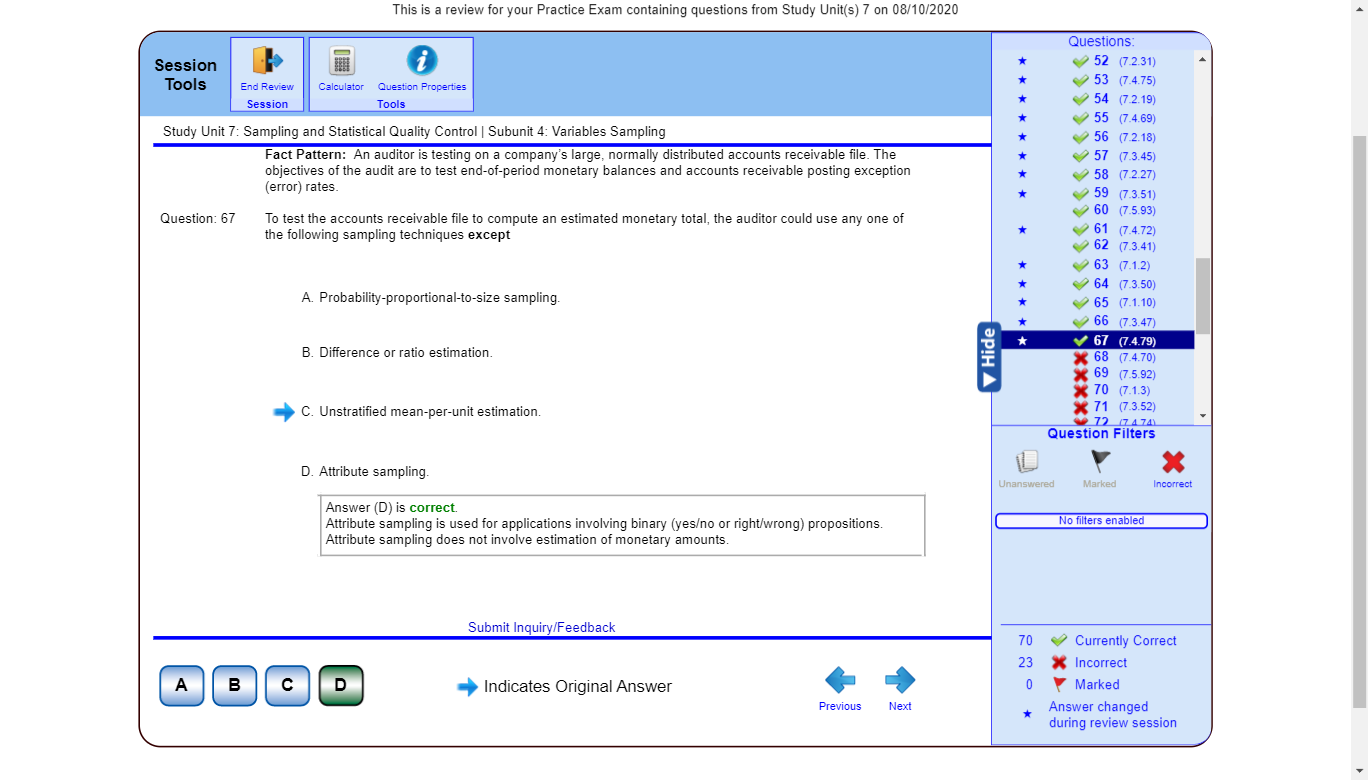 This is a review for your Practice Exam containing questions from Study Unit(s) 7 on 08/10/2020
Session Tools
End Review
Session
Calculator
Question Properties
Tools
Study Unit 7: Sampling and Statistical Quality Control | Subunit 4: Variables Sampling
Fact Pattern: An auditor is testing on a company's large, normally distributed accounts receivable file. The
objectives of the audit are to test end-of-period monetary balances and accounts receivable posting exception
(error) rates.
Question: 67
To test the accounts receivable file to compute an estimated monetary total, the auditor could use any one of
the following sampling techniques except
A. Probability-proportional-to-size sampling.
B. Difference or ratio estimation.
C. Unstratified mean-per-unit estimation.
D. Attribute sampling.
Answer (D) is correct.
Attribute sampling is used for applications involving binary (yes/no or right/wrong) propositions.
Attribute sampling does not involve estimation of monetary amounts.
Submit Inquiry/Feedback
A B C D
Indicates Original Answer
Previous
Next
Hide
Questions:
52 (7.2.31)
53 (7.4.75)
54 (7.2.19)
55 (7.4.69)
56 (7.2.18)
57 (7.3.45)
58 (7.2.27)
59 (7.3.51)
60 (7.5.93)
61 (7.4.72)
62 (7.3.41)
63 (7.1.2)
64 (7.3.50)
65 (7.1.10)
66 (7.3.47)
67 (7.4.79)
68 (7.4.70)
69 (7.5.92)
70 (7.1.3)
71 (7.3.52)
72 (7.4.74)
Question Filters
Unanswered
Marked
Incorrect
No filters enabled
70 Currently Correct
23 Incorrect
0 Marked
Answer changed
during review session